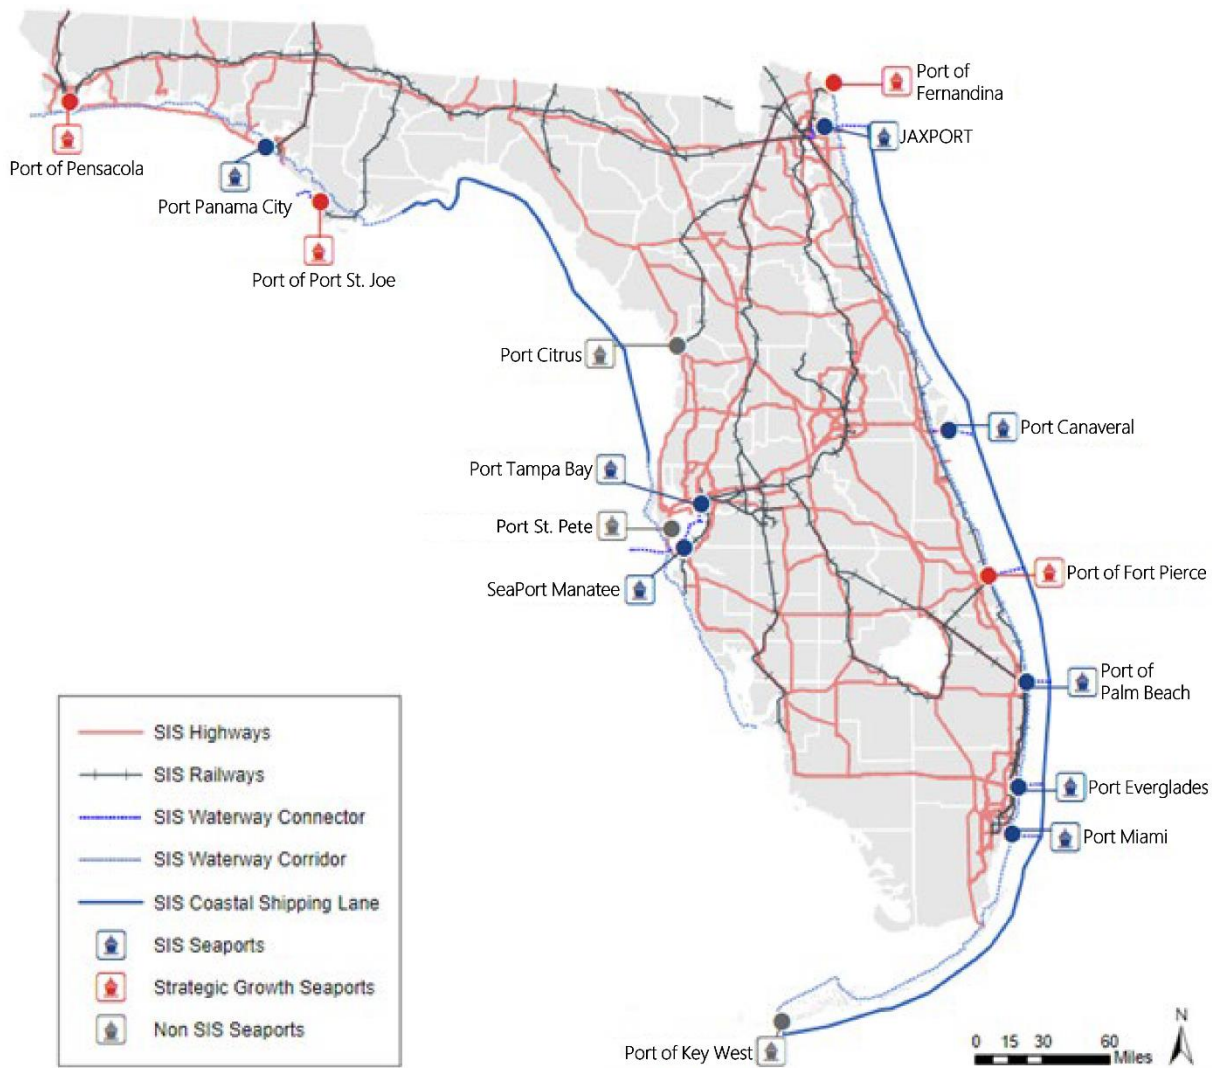 Port of
Fernandina
JAXPORT
Port of Pensacola
Port Panama City
Port of Port St. Joe
Port Citrus
Port Canaveral
Port Tampa Bay
Port St. Pete
Port of Fort Pierce
SeaPort Manatee
Port of
Palm Beach
Port Everglades
Port Miami
Port of Key West
SIS Highways
SIS Railways
SIS Waterway Connector
SIS Waterway Corridor
SIS Coastal Shipping Lane
SIS Seaports
Strategic Growth Seaports
Non SIS Seaports
N
0 15 30 60
Miles